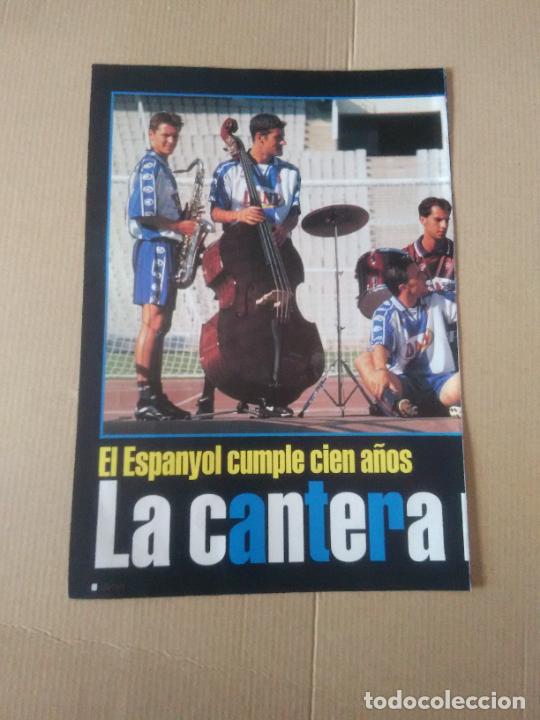 El Espanyol cumple cien años
La cantera
todocoleccion